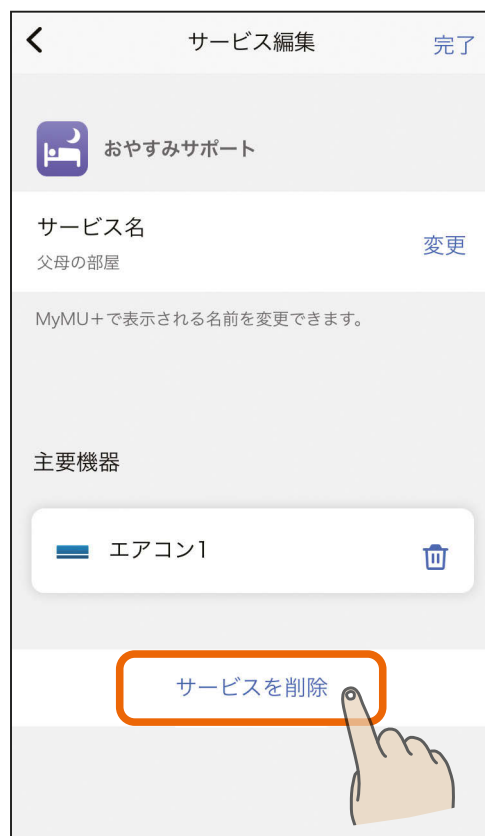 サービス編集
完了
おやすみサポート
サービス名
父母の部屋
変更
MyMU+で表示される名前を変更できます。
主要機器
エアコン1
サービスを削除